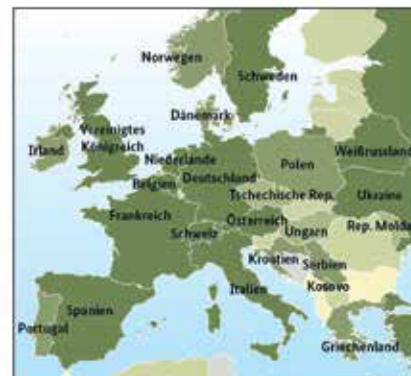 Norwegen
Schweden
Dänemark
Vereinigtes
Königreich
Irland
Niederlande
Weißrussland
Polen
Deutschland
Belgien
Tschechische Rep.
Ukraine
Frankreich
Österreich
Rep. Moldau
Schweiz
Ungarn
Kroatien
Serbien
Italien
Kosovo
Spanien
Portugal
Griechenland